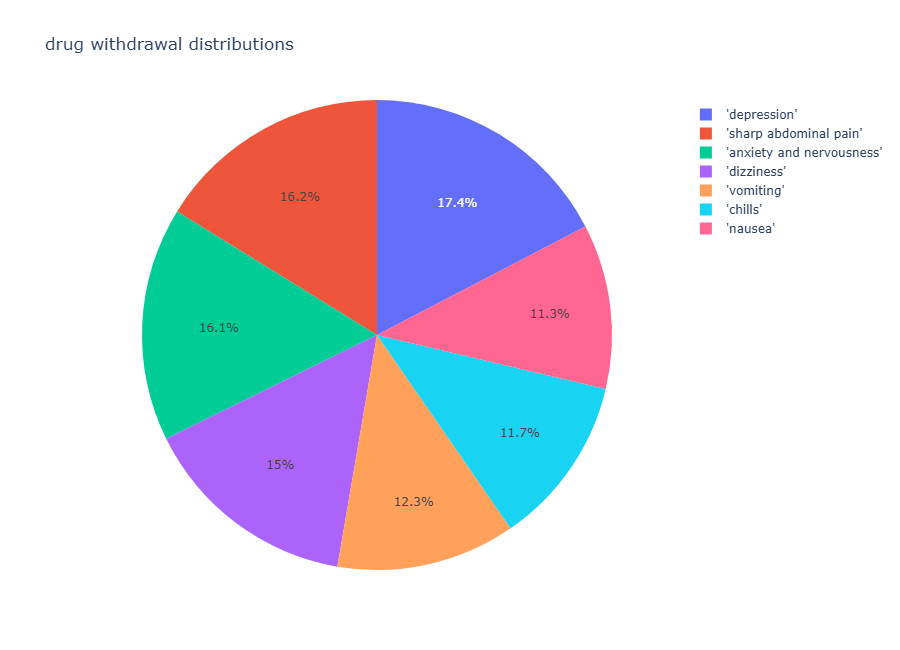 drug withdrawal distributions
'depression'
'sharp abdominal pain'
'anxiety and nervousness'
'dizziness'
'vomiting'
'chills'
'nausea'
16.2%
17.4%
11.3%
16.1%
11.7%
15%
12.3%